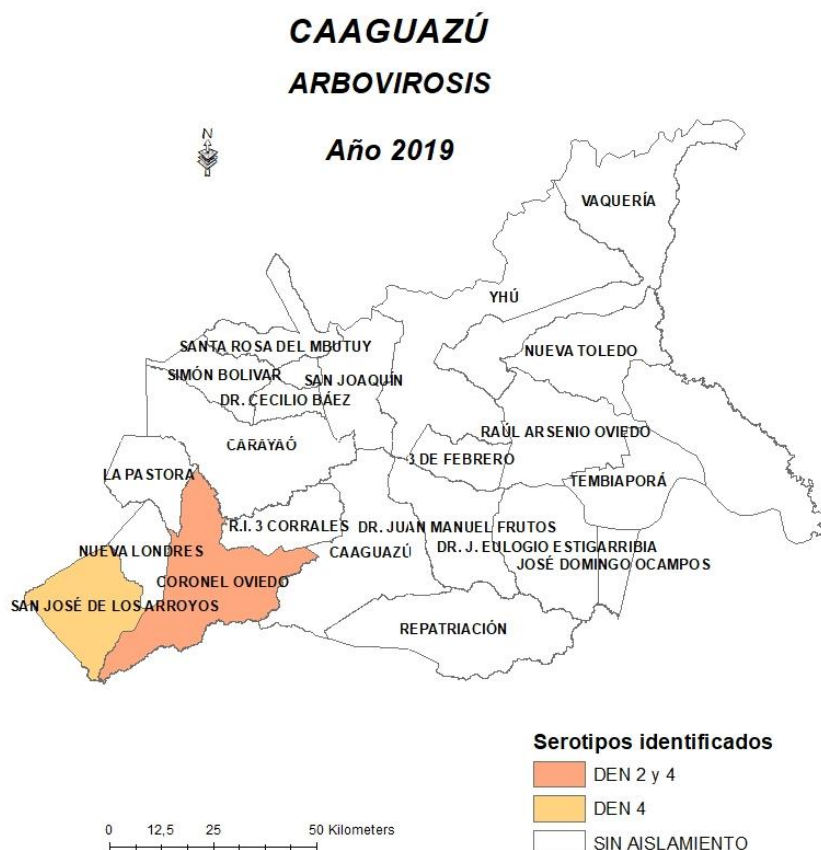 CAAGUAZÚ
ARBOVIROSIS
N
Año 2019
VAQUERÍA
YHÚ
SANTA ROSA DEL MBUTUY
NUEVA TOLEDO
SIMÓN BOLIVAR
SAN JOAQUÍN
DR. CECILIO BÁEZ
RAÚL ARSENIO OVIEDO
CARAYAÓ
3 DE FEBRERO
LA PASTORA
TEMBIAPORÁ
R.I. 3 CORRALES
DR. JUAN MANUEL FRUTOS
NUEVA LONDRES
CAAGUAZÚ
DR. J. EULOGIO ESTIGARRIBIA
JOSÉ DOMINGO OCAMPOS
CORONEL OVIEDO
SAN JOSÉ DE LOS ARROYOS
REPATRIACIÓN
Serotipos identificados
DEN 2 y 4
DEN 4
SIN AISLAMIENTO
0 12,5 25 50 Kilometers